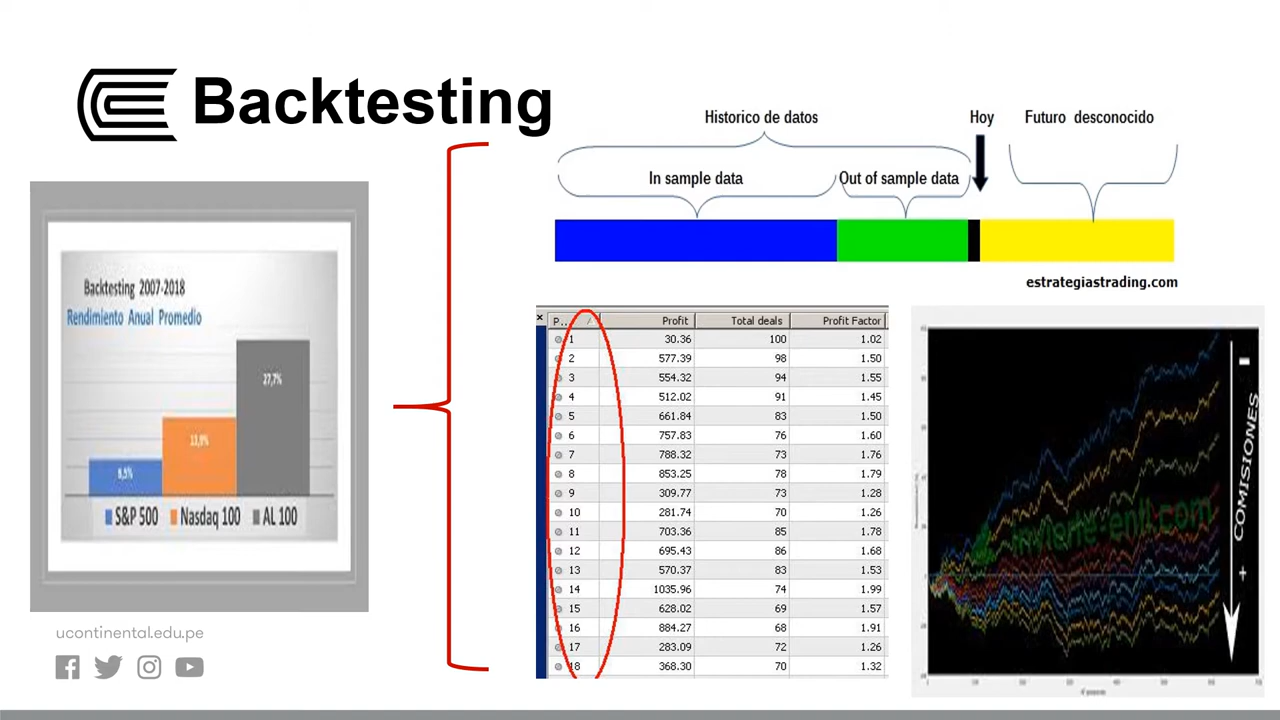 Backtesting
Historico de datos
Hoy
Futuro desconocido
In sample data
Out of sample data
estrategiastrading.com
Backtesting 2007-2018
Rendimiento Anual Promedio
27,7%
8,5%
S&P 500 Nasdaq 100 AL 100
P... Profit Total deals Profit Factor
1 30.36 100 1.02
2 577.39 98 1.50
3 554.32 94 1.55
4 512.02 91 1.45
5 661.84 83 1.50
6 757.83 76 1.60
7 788.32 73 1.76
8 853.25 78 1.79
9 309.77 73 1.28
10 281.74 70 1.26
11 703.36 85 1.78
12 695.43 86 1.68
13 570.37 83 1.53
14 1035.96 74 1.99
15 628.02 69 1.57
16 884.27 68 1.91
17 283.09 72 1.26
18 368.30 70 1.32
+ COMISIONES -
ucontinental.edu.pe